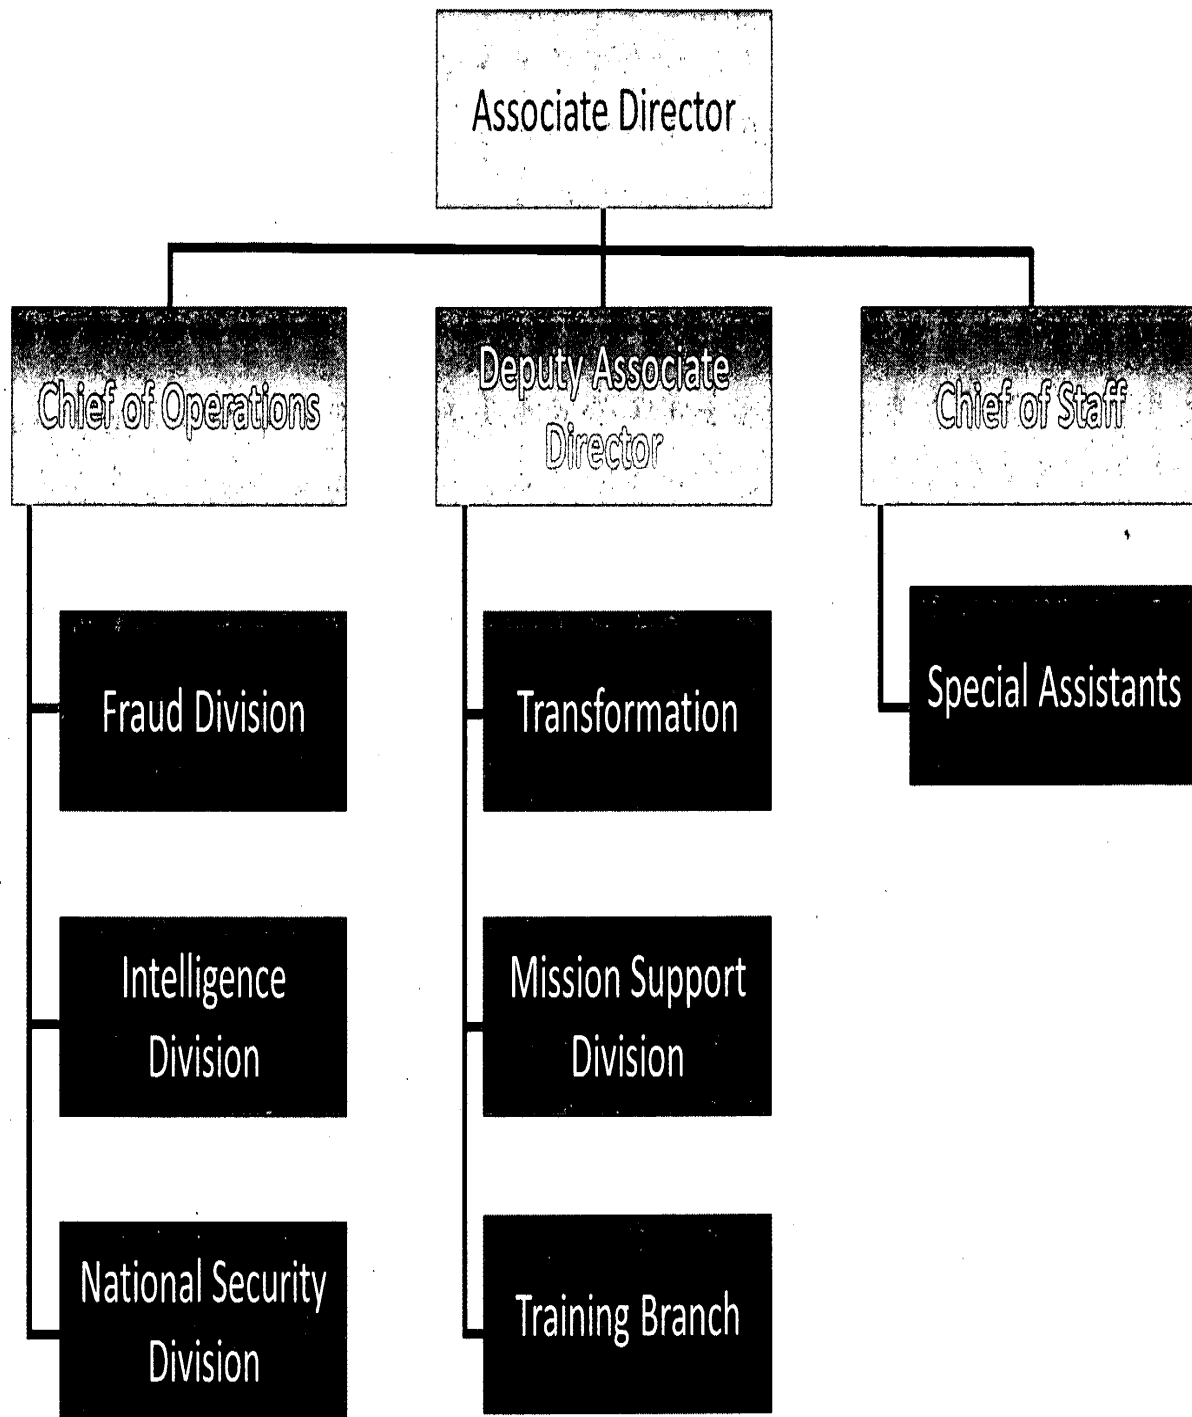 Associate Director
Chief of Operations
Deputy Associate
Director
Chief of Staff
Fraud Division
Transformation
Special Assistants
Intelligence
Division
Mission Support
Division
National Security
Division
Training Branch